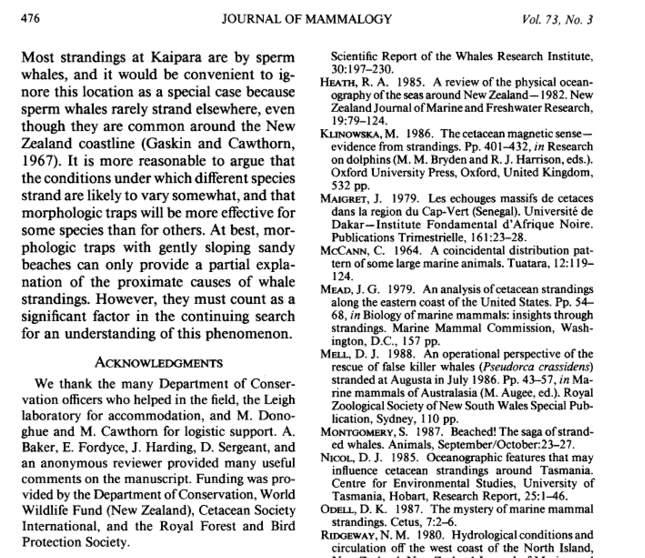 476
JOURNAL OF MAMMALOGY
Vol. 73, No. 3
Most strandings at Kaipara are by sperm
whales, and it would be convenient to ig-
nore this location as a special case because
sperm whales rarely strand elsewhere, even
though they are common around the New
Zealand coastline (Gaskin and Cawthorn,
1967). It is more reasonable to argue that
the conditions under which different species
strand are likely to vary somewhat, and that
morphologic traps will be more effective for
some species than for others. At best, mor-
phologic traps with gently sloping sandy
beaches can only provide a partial expla-
nation of the proximate causes of whale
strandings. However, they must count as a
significant factor in the continuing search
for an understanding of this phenomenon.
ACKNOWLEDGMENTS
We thank the many Department of Conser-
vation officers who helped in the field, the Leigh
laboratory for accommodation, and M. Dono-
ghue and M. Cawthorn for logistic support. A.
Baker, E. Fordyce, J. Harding, D. Sergeant, and
an anonymous reviewer provided many useful
comments on the manuscript. Funding was pro-
vided by the Department of Conservation, World
Wildlife Fund (New Zealand), Cetacean Society
International, and the Royal Forest and Bird
Protection Society.
Scientific Report of the Whales Research Institute,
30:197–230.
HEATH, R. A. 1985. A review of the physical ocean-
ography of the seas around New Zealand—1982. New
Zealand Journal of Marine and Freshwater Research,
19:79–124.
KLINOWSKA, M. 1986. The cetacean magnetic sense—
evidence from strandings. Pp. 401–432, in Research
on dolphins (M. M. Bryden and R. J. Harrison, eds.).
Oxford University Press, Oxford, United Kingdom,
532 pp.
MAIGRET, J. 1979. Les echouges massifs de cetaces
dans la region du Cap-Vert (Senegal). Université de
Dakar—Institute Fondamental d'Afrique Noire.
Publications Trimestrielle, 161:23–28.
MCCANN, C. 1964. A coincidental distribution pat-
tern of some large marine animals. Tuatara, 12:119–
124.
MEAD, J. G. 1979. An analysis of cetacean strandings
along the eastern coast of the United States. Pp. 54–
68, in Biology of marine mammals: insights through
strandings. Marine Mammal Commission, Wash-
ington, D.C., 157 pp.
MELL, D. J. 1988. An operational perspective of the
rescue of false killer whales (Pseudorca crassidens)
stranded at Augusta in July 1986. Pp. 43–57, in Ma-
rine mammals of Australasia (M. Augee, ed.). Royal
Zoological Society of New South Wales Special Pub-
lication, Sydney, 110 pp.
MONTGOMERY, S. 1987. Beached! The saga of strand-
ed whales. Animals, September/October:23–27.
NICOL, D. J. 1985. Oceanographic features that may
influence cetacean strandings around Tasmania.
Centre for Environmental Studies, University of
Tasmania, Hobart, Research Report, 25:1–46.
ODELL, D. K. 1987. The mystery of marine mammal
strandings. Cetus, 7:2–6.
RIDGEWAY, N. M. 1980. Hydrological conditions and
circulation off the west coast of the North Island,